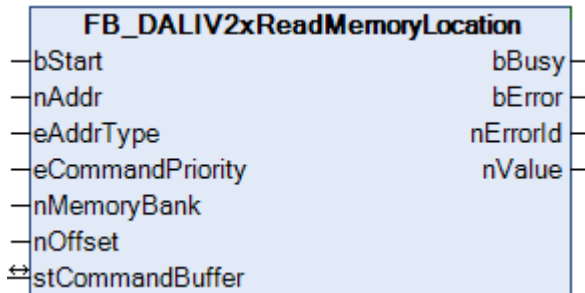 FB_DALIV2xReadMemoryLocation
bStart bBusy
nAddr bError
eAddrType nErrorId
eCommandPriority nValue
nMemoryBank
nOffset
stCommandBuffer